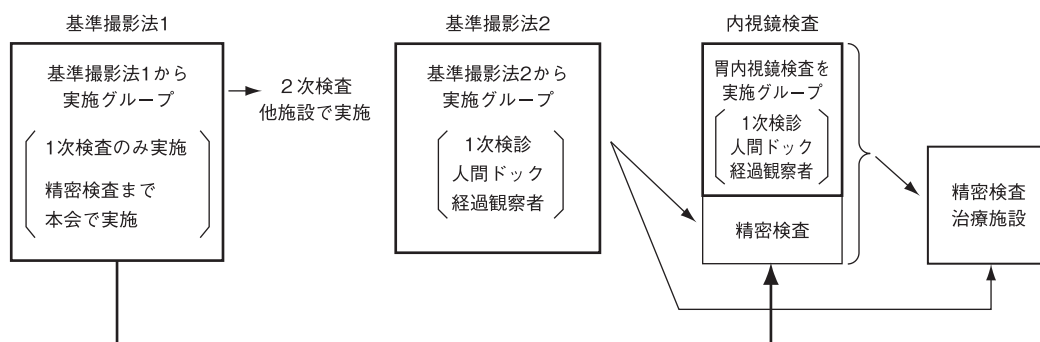 基準撮影法1
基準撮影法1から
実施グループ
1次検査のみ実施
精密検査まで
本会で実施
2次検査
他施設で実施
基準撮影法2
基準撮影法2から
実施グループ
1次検診
人間ドック
経過観察者
内視鏡検査
胃内視鏡検査を
実施グループ
1次検診
人間ドック
経過観察者
精密検査
精密検査
治療施設